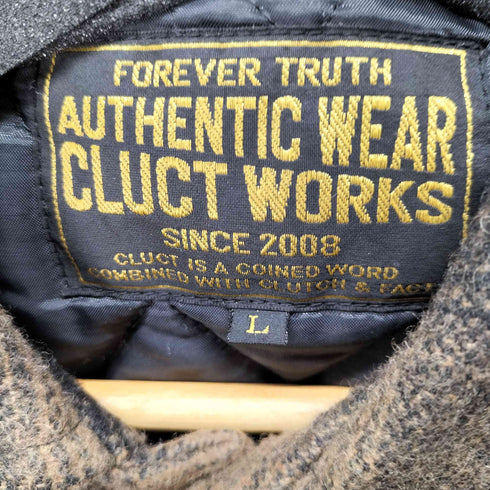 FOREVER TRUTH
AUTHENTIC WEAR
CLUCT WORKS
SINCE 2008
CLUCT IS A COINED WORD
COMBINED WITH CLUTCH & FACT
L